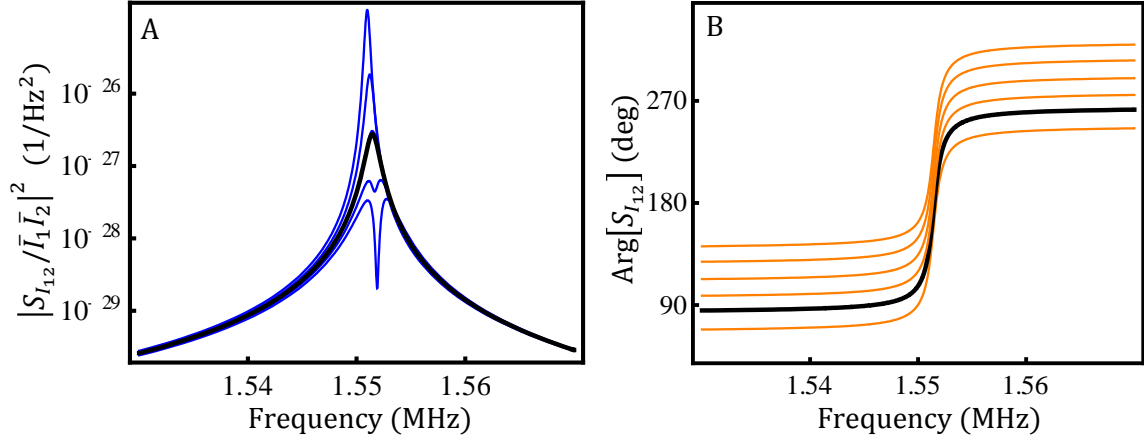 A
|S_{I_{12}}/Ī_1Ī_2|^2 (1/Hz^2)
10^{-26}
10^{-27}
10^{-28}
10^{-29}
1.54
1.55
1.56
Frequency (MHz)
B
Arg[S_{I_{12}}] (deg)
270
180
90
1.54
1.55
1.56
Frequency (MHz)